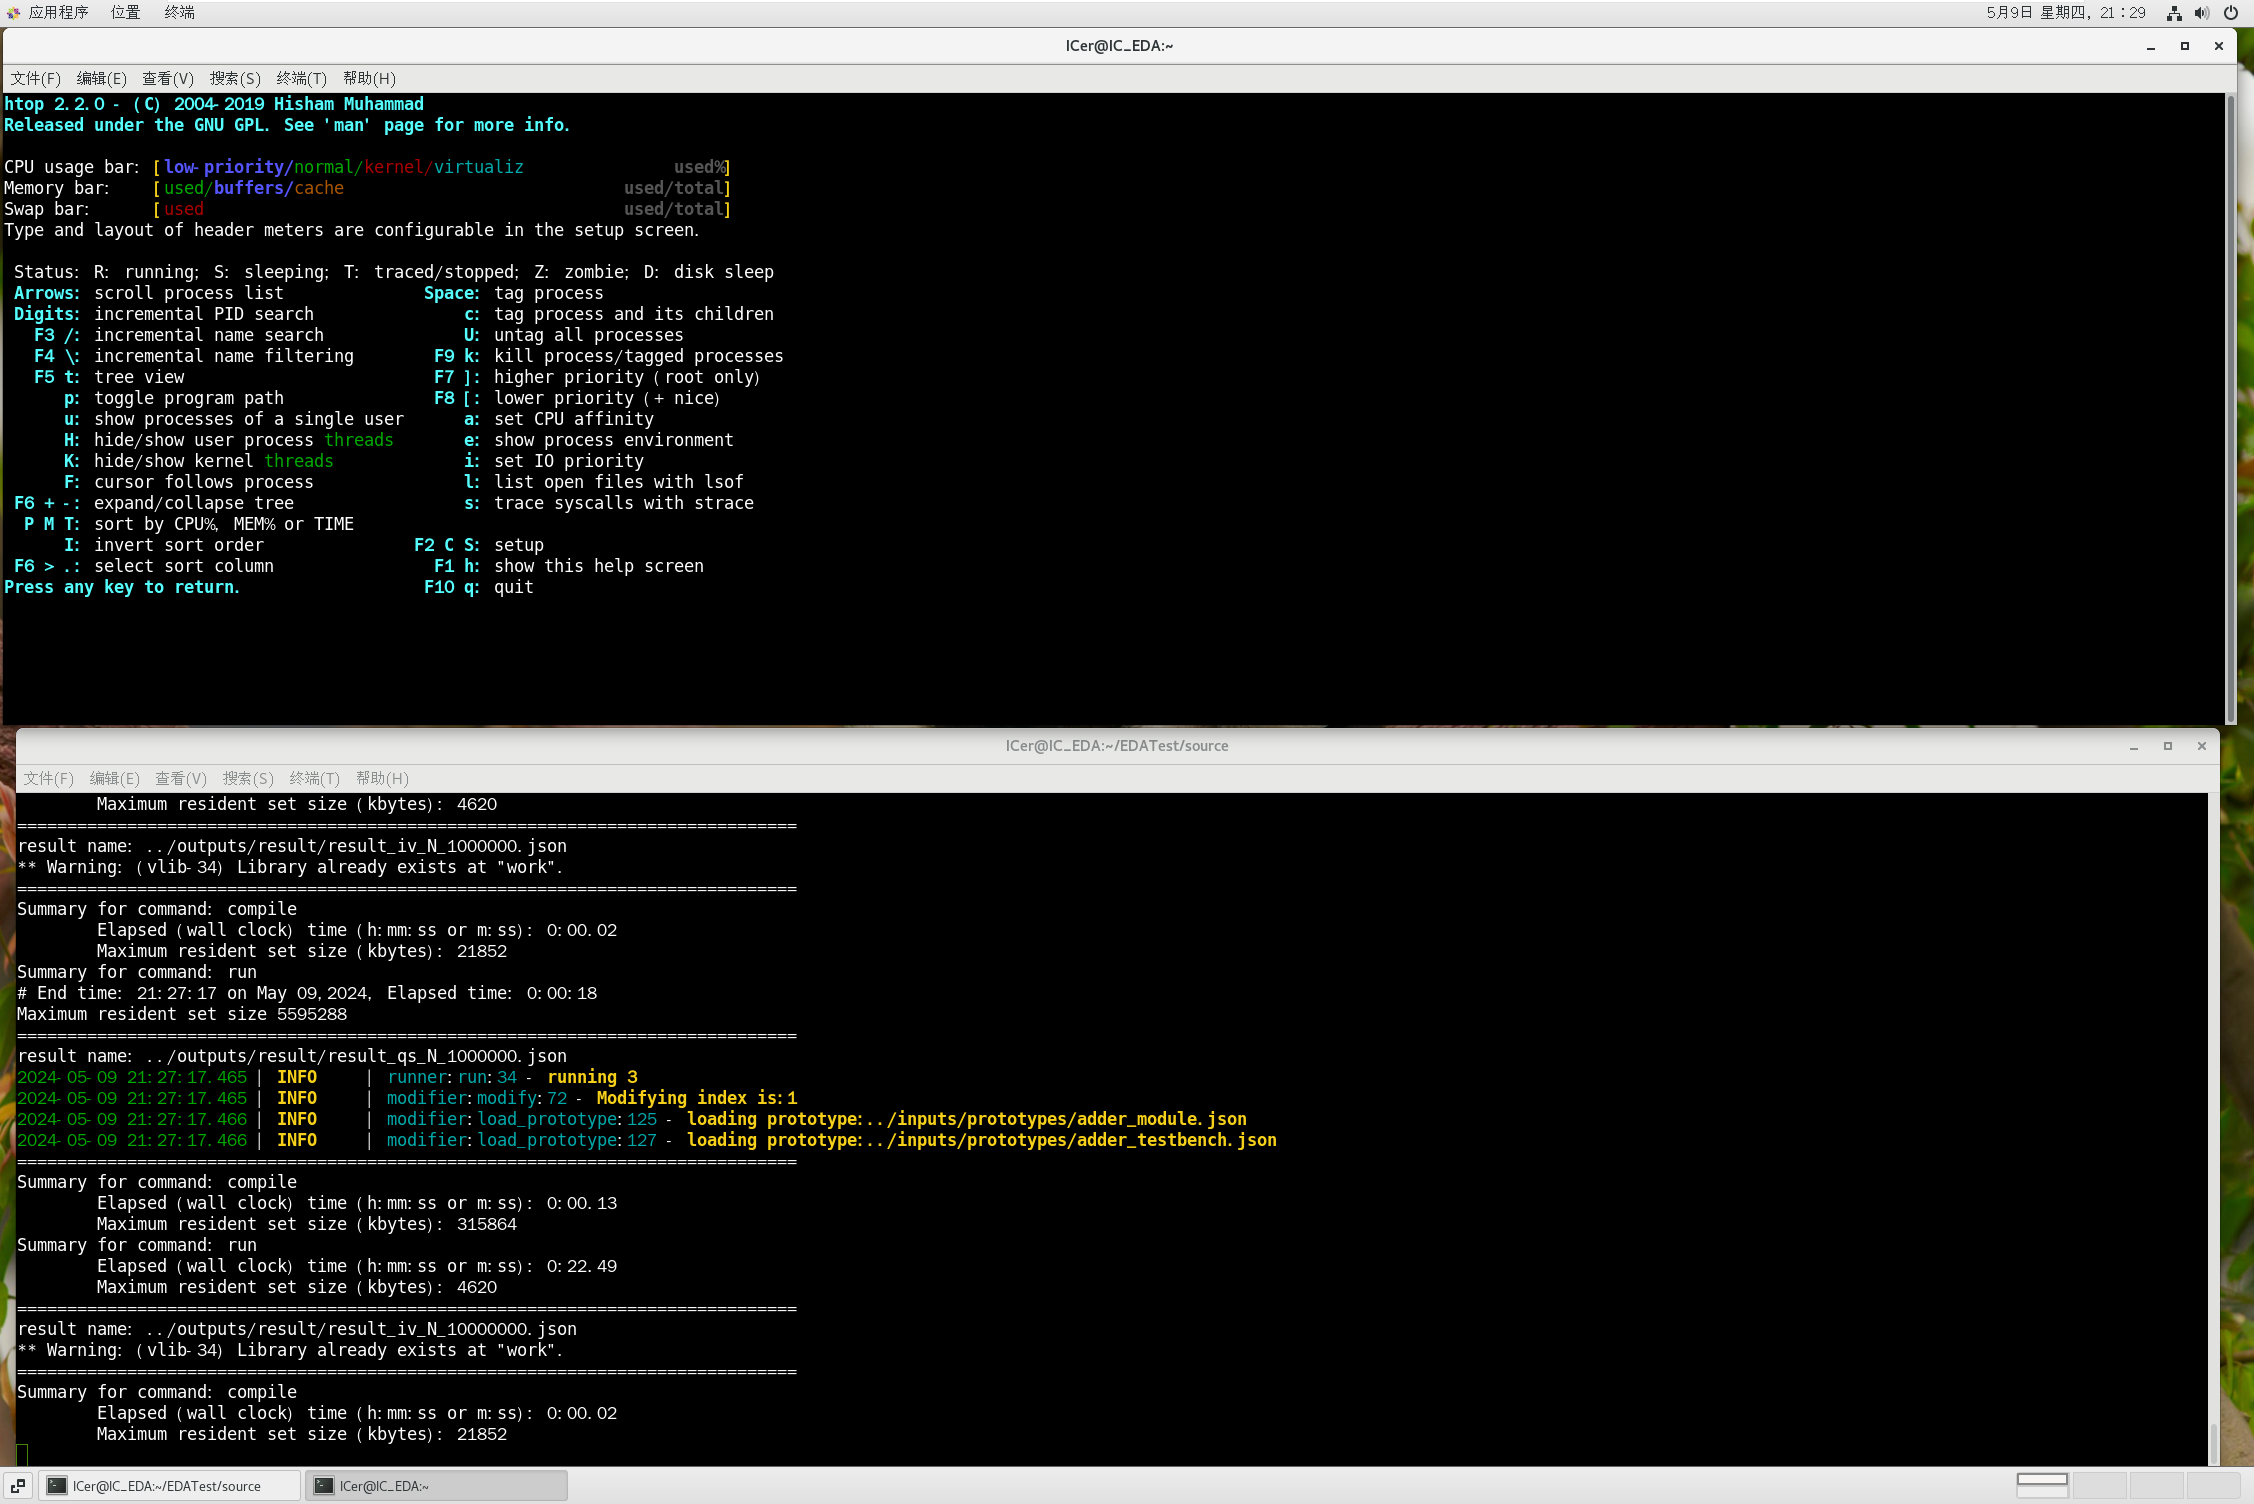 应用程序 位置 终端 5月9日 星期四, 21：29
ICer@IC_EDA:~
文件(F) 编辑(E) 查看(V) 搜索(S) 终端(T) 帮助(H)
htop 2.2.0 - (C) 2004-2019 Hisham Muhammad
Released under the GNU GPL. See 'man' page for more info.
CPU usage bar: [low-priority/normal/kernel/virtualiz used%]
Memory bar: [used/buffers/cache used/total]
Swap bar: [used used/total]
Type and layout of header meters are configurable in the setup screen.
Status: R: running; S: sleeping; T: traced/stopped; Z: zombie; D: disk sleep
Arrows: scroll process list Space: tag process
Digits: incremental PID search c: tag process and its children
F3 /: incremental name search U: untag all processes
F4 \: incremental name filtering F9 k: kill process/tagged processes
F5 t: tree view F7 ]: higher priority (root only)
p: toggle program path F8 [: lower priority (+ nice)
u: show processes of a single user a: set CPU affinity
H: hide/show user process threads e: show process environment
K: hide/show kernel threads i: set IO priority
F: cursor follows process l: list open files with lsof
F6 + -: expand/collapse tree s: trace syscalls with strace
P M T: sort by CPU%, MEM% or TIME
I: invert sort order F2 C S: setup
F6 > .: select sort column F1 h: show this help screen
Press any key to return. F10 q: quit
ICer@IC_EDA:~/EDATest/source
文件(F) 编辑(E) 查看(V) 搜索(S) 终端(T) 帮助(H)
Maximum resident set size (kbytes): 4620
==============================================================================
result name: ../outputs/result/result_iv_N_1000000.json
** Warning: (vlib-34) Library already exists at "work".
==============================================================================
Summary for command: compile
Elapsed (wall clock) time (h:mm:ss or m:ss): 0:00.02
Maximum resident set size (kbytes): 21852
Summary for command: run
# End time: 21:27:17 on May 09,2024, Elapsed time: 0:00:18
Maximum resident set size 5595288
==============================================================================
result name: ../outputs/result/result_qs_N_1000000.json
2024-05-09 21:27:17.465 | INFO | runner:run:34 - running 3
2024-05-09 21:27:17.465 | INFO | modifier:modify:72 - Modifying index is:1
2024-05-09 21:27:17.466 | INFO | modifier:load_prototype:125 - loading prototype:../inputs/prototypes/adder_module.json
2024-05-09 21:27:17.466 | INFO | modifier:load_prototype:127 - loading prototype:../inputs/prototypes/adder_testbench.json
==============================================================================
Summary for command: compile
Elapsed (wall clock) time (h:mm:ss or m:ss): 0:00.13
Maximum resident set size (kbytes): 315864
Summary for command: run
Elapsed (wall clock) time (h:mm:ss or m:ss): 0:22.49
Maximum resident set size (kbytes): 4620
==============================================================================
result name: ../outputs/result/result_iv_N_10000000.json
** Warning: (vlib-34) Library already exists at "work".
==============================================================================
Summary for command: compile
Elapsed (wall clock) time (h:mm:ss or m:ss): 0:00.02
Maximum resident set size (kbytes): 21852
ICer@IC_EDA:~/EDATest/source ICer@IC_EDA:~